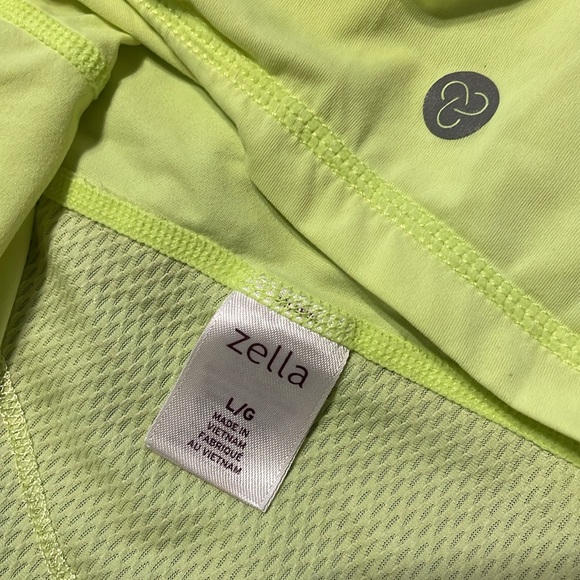 zella
L/G
MADE IN
VIETNAM
FABRIQUÉ
AU VIETNAM